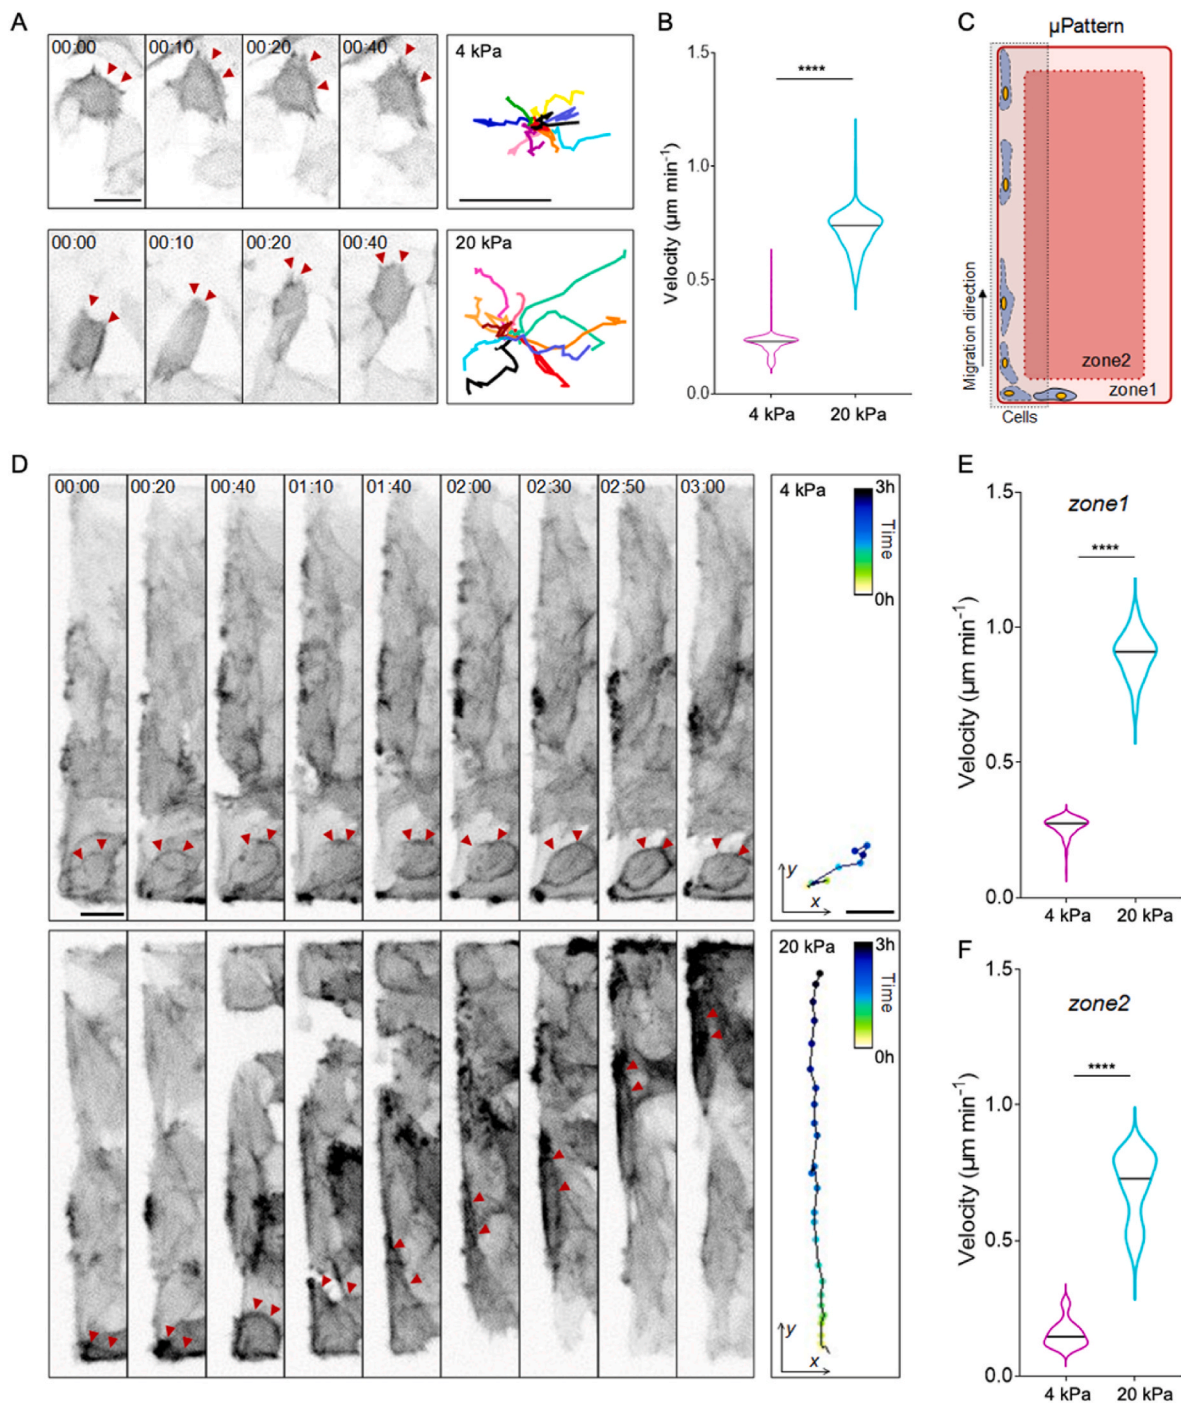 A
00:00 00:10 00:20 00:40
4 kPa
00:00 00:10 00:20 00:40
20 kPa
B
1.5
1.0
0.5
0.0
Velocity (µm min⁻¹)
****
4 kPa 20 kPa
C
µPattern
Migration direction
zone2
zone1
Cells
D
00:00 00:20 00:40 01:10 01:40 02:00 02:30 02:50 03:00
4 kPa
3h
Time
0h
y
x
20 kPa
3h
Time
0h
y
x
E
zone1
1.5
1.0
0.5
0.0
Velocity (µm min⁻¹)
****
4 kPa 20 kPa
F
zone2
1.5
1.0
0.5
0.0
Velocity (µm min⁻¹)
****
4 kPa 20 kPa